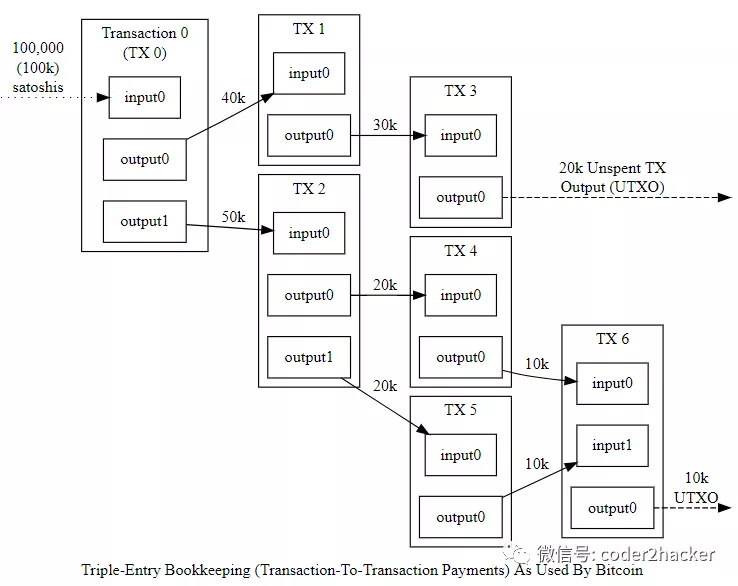 100,000
(100k)
satoshis
Transaction 0
(TX 0)
input0
output0
output1
40k
50k
TX 1
input0
output0
30k
TX 2
input0
output0
output1
20k
20k
TX 3
input0
output0
20k Unspent TX
Output (UTXO)
TX 4
input0
output0
10k
TX 5
input0
output0
10k
TX 6
input0
input1
output0
10k
UTXO
微信号: coder2hacker
Triple-Entry Bookkeeping (Transaction-To-Transaction Payments) As Used By Bitcoin